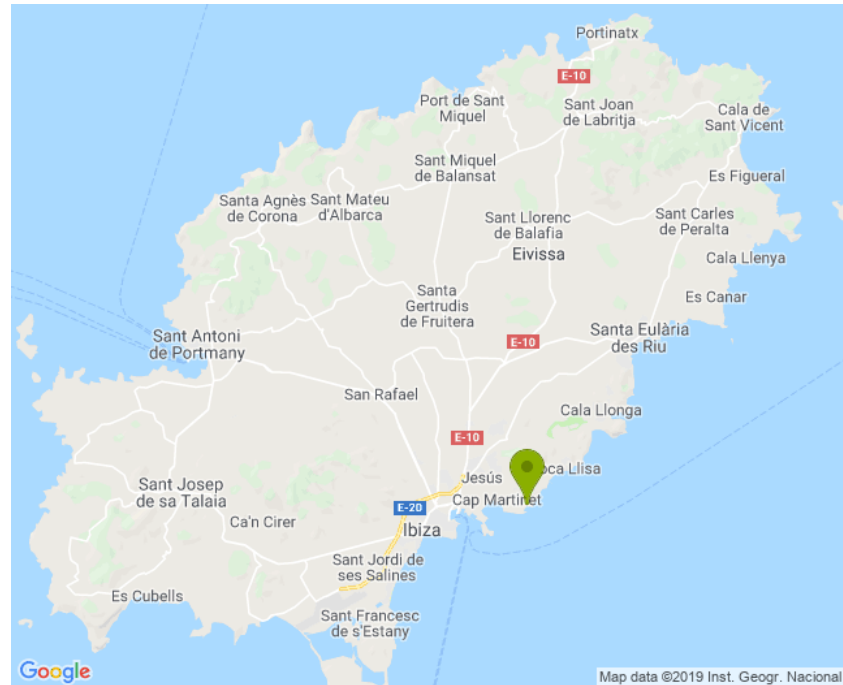 Portinatx
E-10
Port de Sant
Miquel
Sant Joan
de Labritja
Cala de
Sant Vicent
Sant Miquel
de Balansat
Es Figueral
Santa Agnès
de Corona
Sant Mateu
d'Albarca
Sant Llorenc
de Balafia
Sant Carles
de Peralta
Eivissa
Cala Llenya
Santa
Gertrudis
de Fruitera
Es Canar
Sant Antoni
de Portmany
E-10
Santa Eulària
des Riu
San Rafael
Cala Llonga
E-10
Sant Josep
de sa Talaia
Jesús
oca Llisa
Cap Martinet
E-20
Ca'n Cirer
Ibiza
Sant Jordi de
ses Salines
Es Cubells
Sant Francesc
de s'Estany
Google
Map data ©2019 Inst. Geogr. Nacional